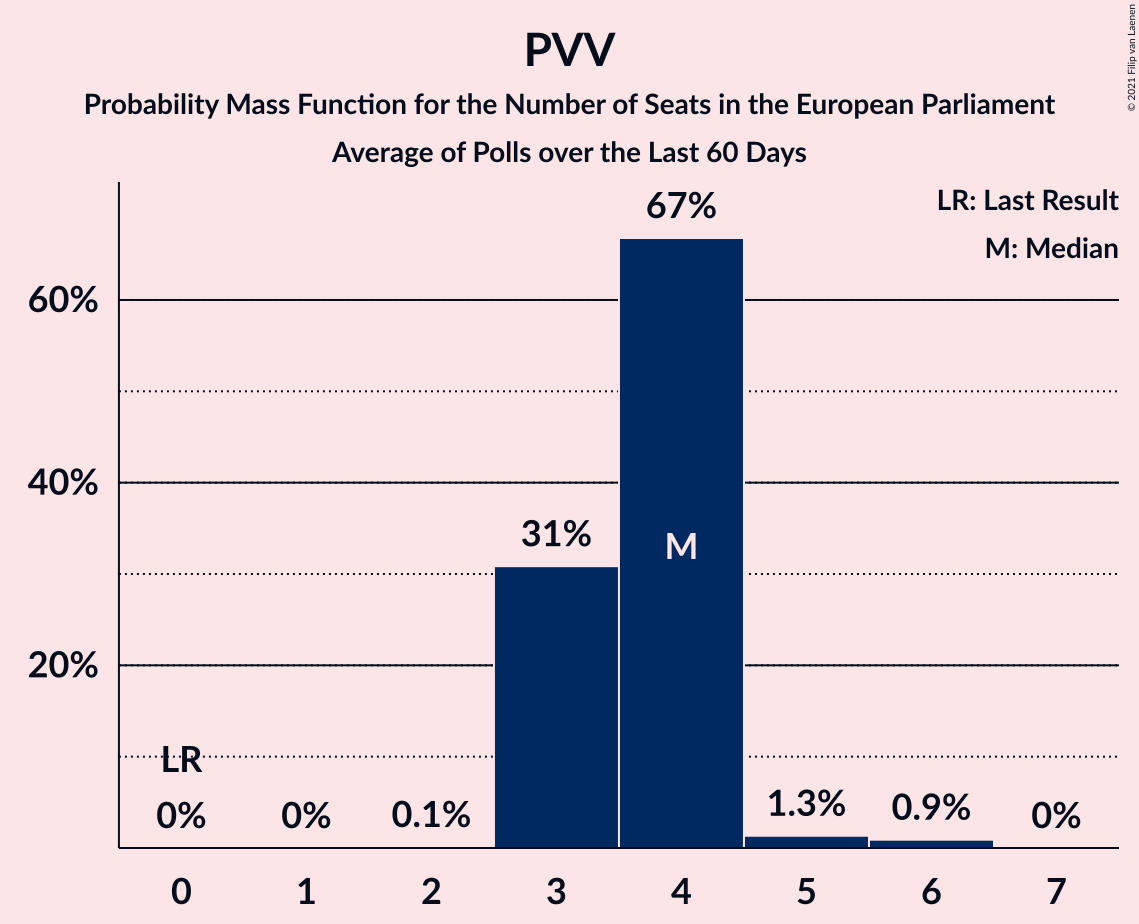 PVV
Probability Mass Function for the Number of Seats in the European Parliament
Average of Polls over the Last 60 Days
© 2021 Filip van Laenen
LR: Last Result
M: Median
60%
40%
20%
LR
0%
0%
0.1%
31%
67%
M
1.3%
0.9%
0%
0 1 2 3 4 5 6 7